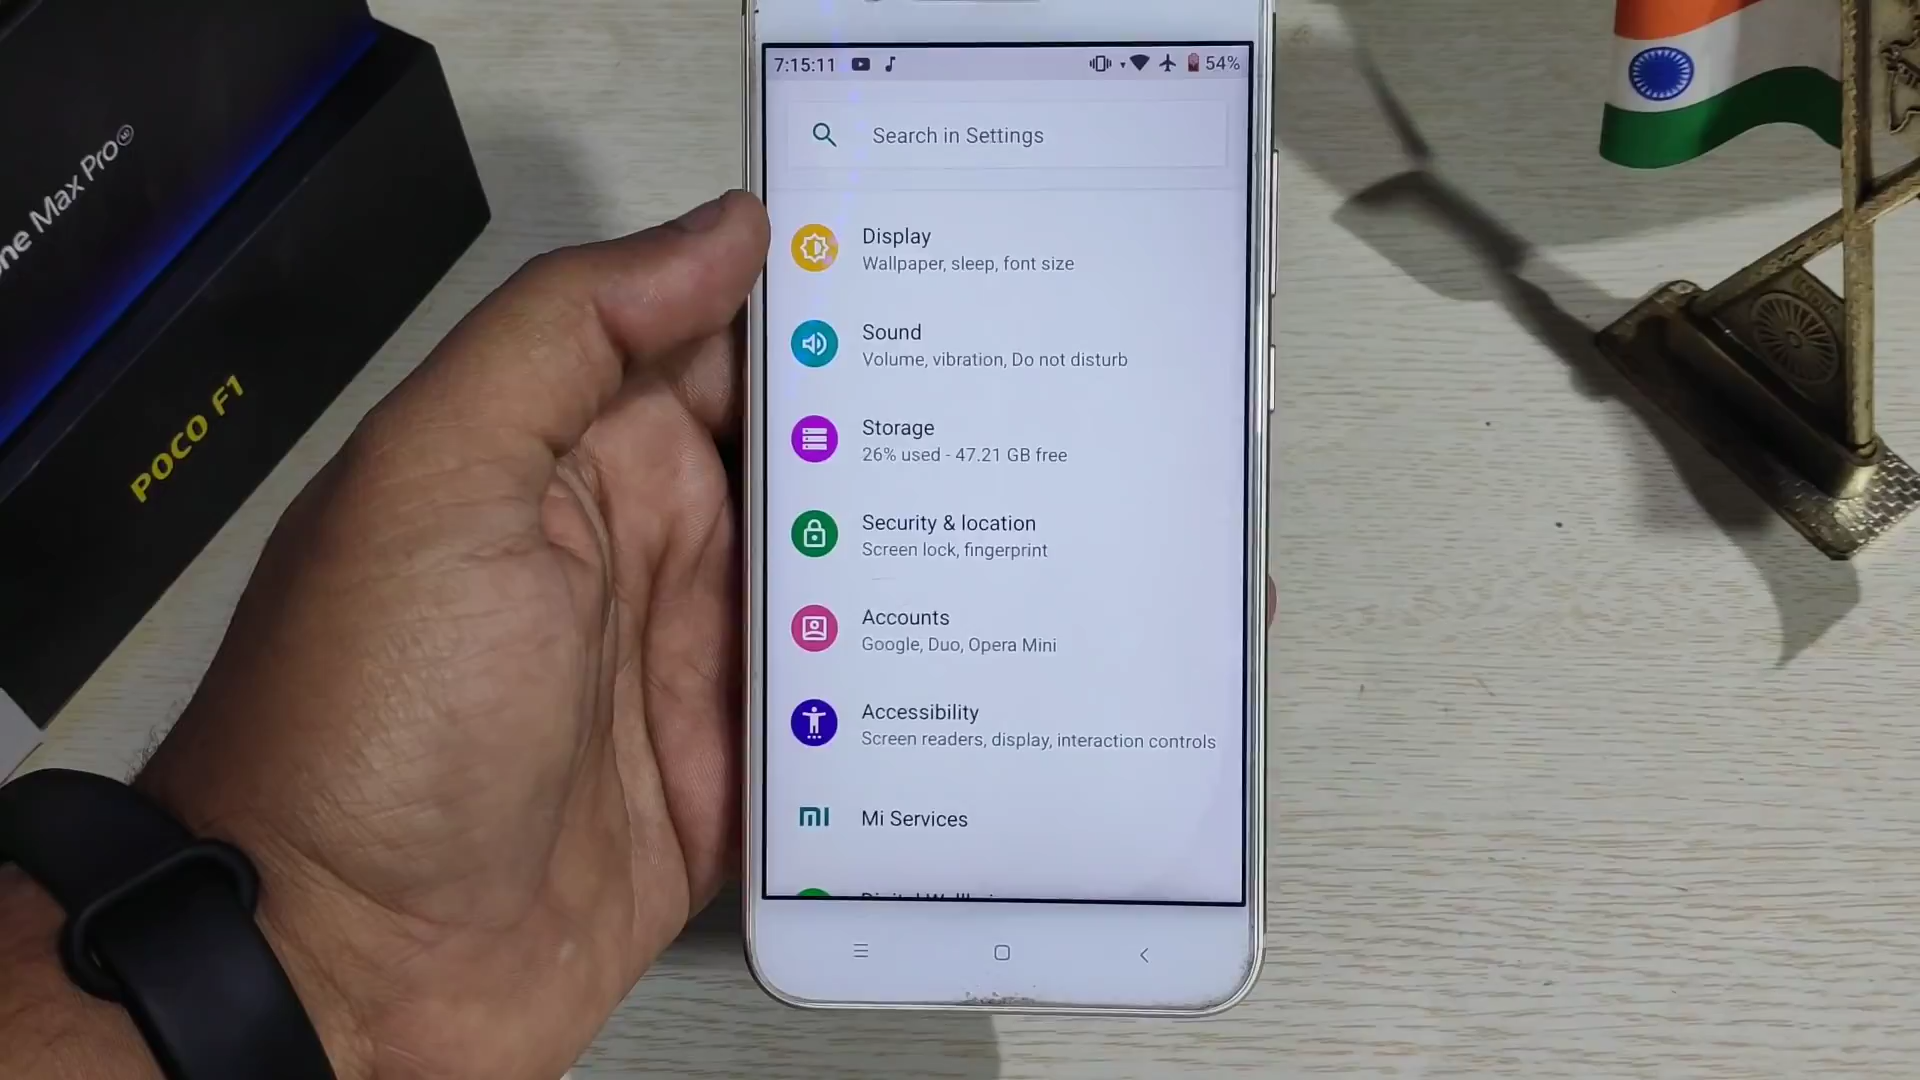 ne Max Pro
POCO F1
7:15:11
54%
Search in Settings
Display
Wallpaper, sleep, font size
Sound
Volume, vibration, Do not disturb
Storage
26% used - 47.21 GB free
Security & location
Screen lock, fingerprint
Accounts
Google, Duo, Opera Mini
Accessibility
Screen readers, display, interaction controls
MI
Mi Services
INDIA